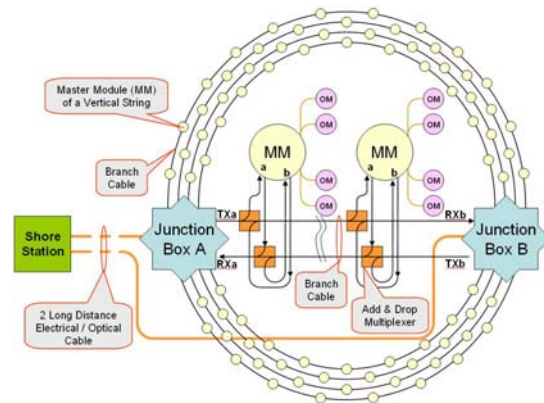 Master Module (MM)
of a Vertical String
Branch
Cable
Shore
Station
2 Long Distance
Electrical / Optical
Cable
Junction
Box A
TXa
RXa
MM
a
b
OM
OM
OM
OM
MM
a
b
OM
OM
OM
OM
Branch
Cable
Add & Drop
Multiplexer
RXb
TXb
Junction
Box B